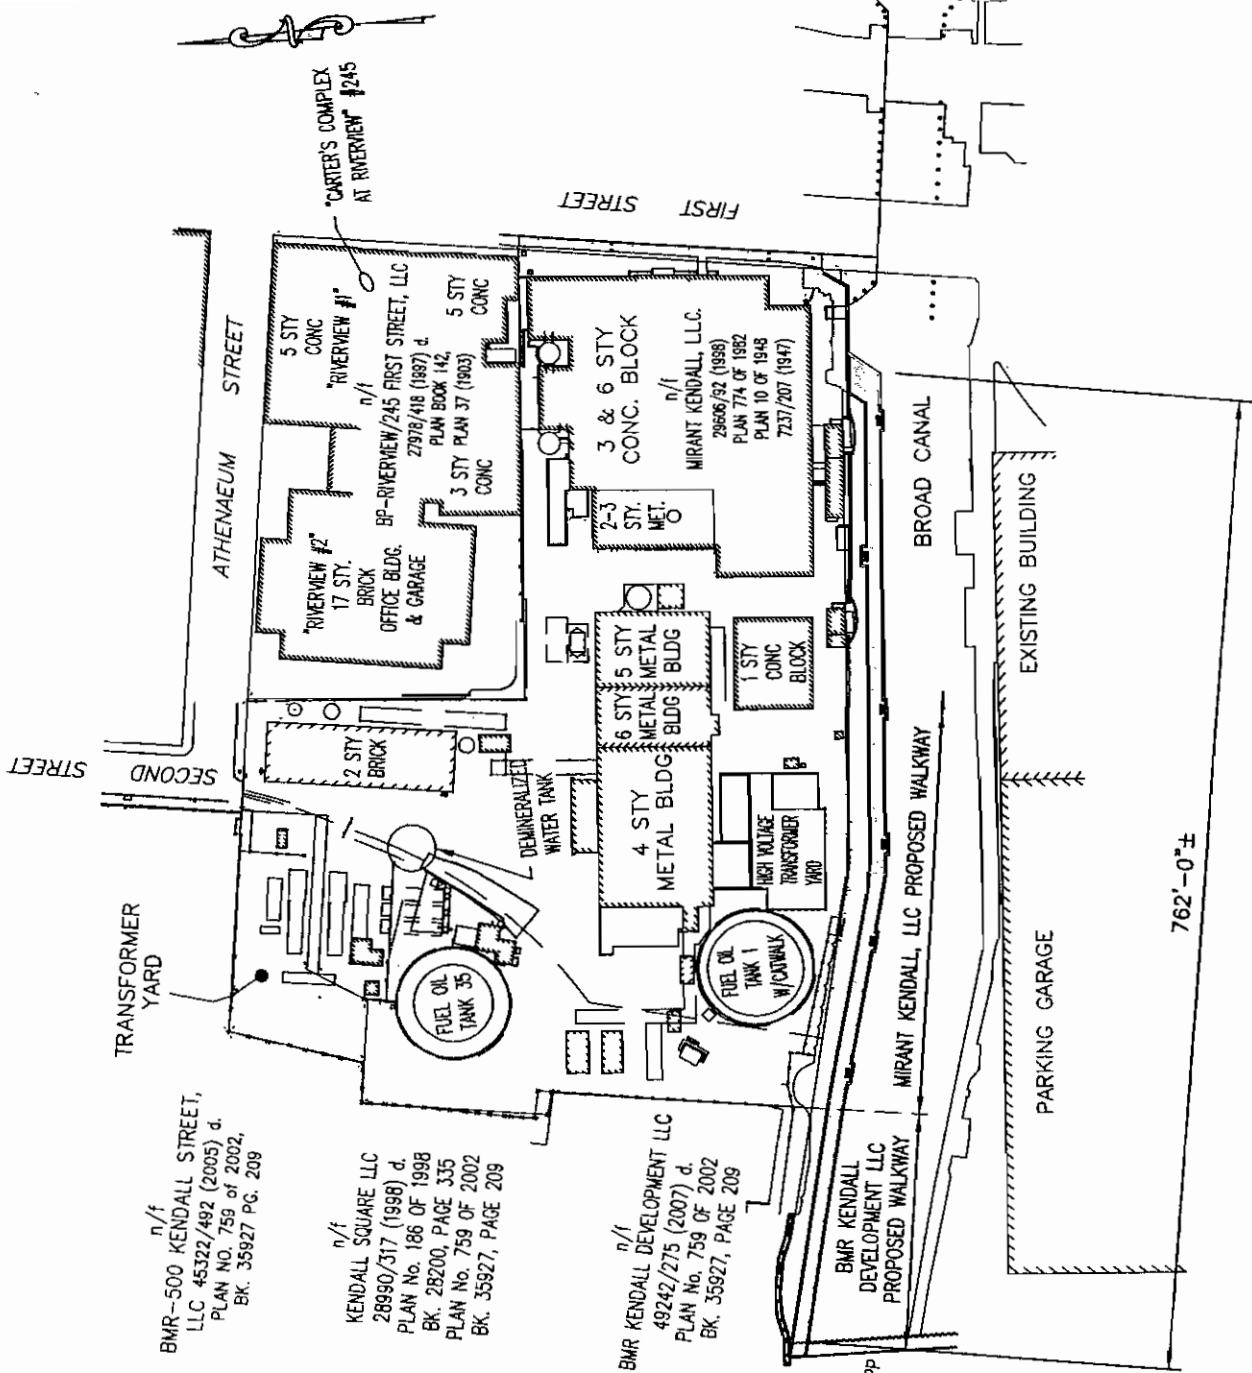 "CARTER'S COMPLEX
AT RIVERVIEW" #245
FIRST STREET
ATHENAEUM STREET
SECOND STREET
5 STY
CONC
"RIVERVIEW #1"
n/f
BP-RIVERVIEW/245 FIRST STREET, LLC
27978/418 (1997) d.
PLAN BOOK 142,
PLAN 37 (1903)
5 STY
CONC
3 STY
CONC
"RIVERVIEW #2"
17 STY.
BRICK
OFFICE BLDG.
& GARAGE
3 & 6 STY
CONC. BLOCK
n/f
MIRANT KENDALL, LLC.
29606/92 (1998)
PLAN 774 OF 1982
PLAN 10 OF 1948
7237/207 (1947)
2-3
STY.
MET.
5 STY
METAL
BLDG
6 STY
METAL
BLDG
4 STY
METAL BLDG
1 STY
CONC
BLOCK
2 STY
BRICK
DEMINERALIZED
WATER TANK
HIGH VOLTAGE
TRANSFORMER
YARD
TRANSFORMER
YARD
FUEL OIL
TANK 35
FUEL OIL
TANK 1
W/CATWALK
n/f
BMR-500 KENDALL STREET,
LLC 45322/492 (2005) d.
PLAN NO. 759 of 2002,
BK. 35927 PG. 209
n/f
KENDALL SQUARE LLC
28990/317 (1998) d.
PLAN No. 186 OF 1998
BK. 28200, PAGE 335
PLAN No. 759 OF 2002
BK. 35927, PAGE 209
n/f
BMR KENDALL DEVELOPMENT LLC
49242/275 (2007) d.
PLAN No. 759 OF 2002
BK. 35927, PAGE 209
BROAD CANAL
MIRANT KENDALL, LLC PROPOSED WALKWAY
BMR KENDALL
DEVELOPMENT LLC
PROPOSED WALKWAY
EXISTING BUILDING
PARKING GARAGE
762'-0"±